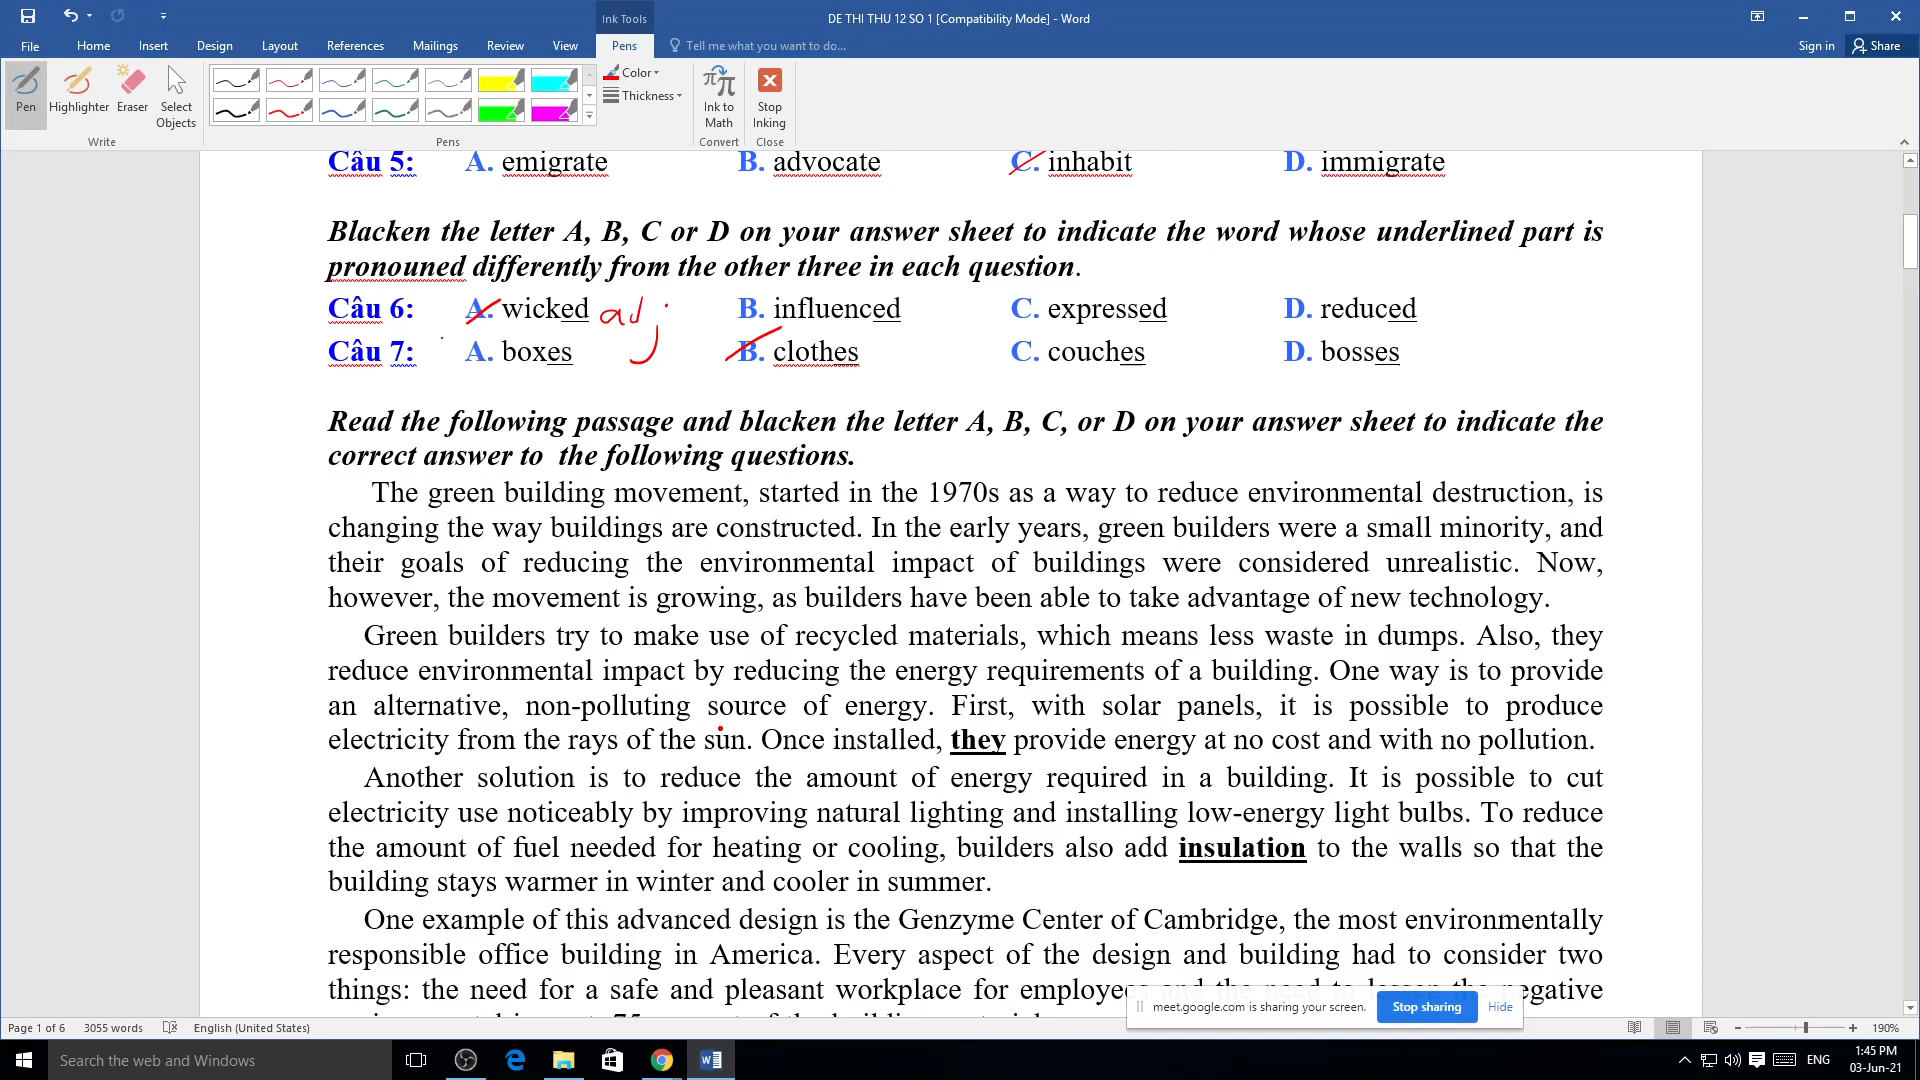 Ink Tools
DE THI THU 12 SO 1 [Compatibility Mode] - Word
File Home Insert Design Layout References Mailings Review View Pens Tell me what you want to do... Sign in Share
Color
Thickness
Pen Highlighter Eraser Select Objects Ink to Math Stop Inking
Write Pens Convert Close
Câu 5: A. emigrate B. advocate C. inhabit D. immigrate
Blacken the letter A, B, C or D on your answer sheet to indicate the word whose underlined part is
pronouned differently from the other three in each question.
Câu 6: A. wicked adj B. influenced C. expressed D. reduced
Câu 7: A. boxes B. clothes C. couches D. bosses
Read the following passage and blacken the letter A, B, C, or D on your answer sheet to indicate the
correct answer to the following questions.
The green building movement, started in the 1970s as a way to reduce environmental destruction, is
changing the way buildings are constructed. In the early years, green builders were a small minority, and
their goals of reducing the environmental impact of buildings were considered unrealistic. Now,
however, the movement is growing, as builders have been able to take advantage of new technology.
Green builders try to make use of recycled materials, which means less waste in dumps. Also, they
reduce environmental impact by reducing the energy requirements of a building. One way is to provide
an alternative, non-polluting source of energy. First, with solar panels, it is possible to produce
electricity from the rays of the sun. Once installed, they provide energy at no cost and with no pollution.
Another solution is to reduce the amount of energy required in a building. It is possible to cut
electricity use noticeably by improving natural lighting and installing low-energy light bulbs. To reduce
the amount of fuel needed for heating or cooling, builders also add insulation to the walls so that the
building stays warmer in winter and cooler in summer.
One example of this advanced design is the Genzyme Center of Cambridge, the most environmentally
responsible office building in America. Every aspect of the design and building had to consider two
things: the need for a safe and pleasant workplace for employees and the need to lessen the negative
meet.google.com is sharing your screen. Stop sharing Hide
Page 1 of 6 3055 words English (United States) 190%
Search the web and Windows ENG 1:45 PM
03-Jun-21